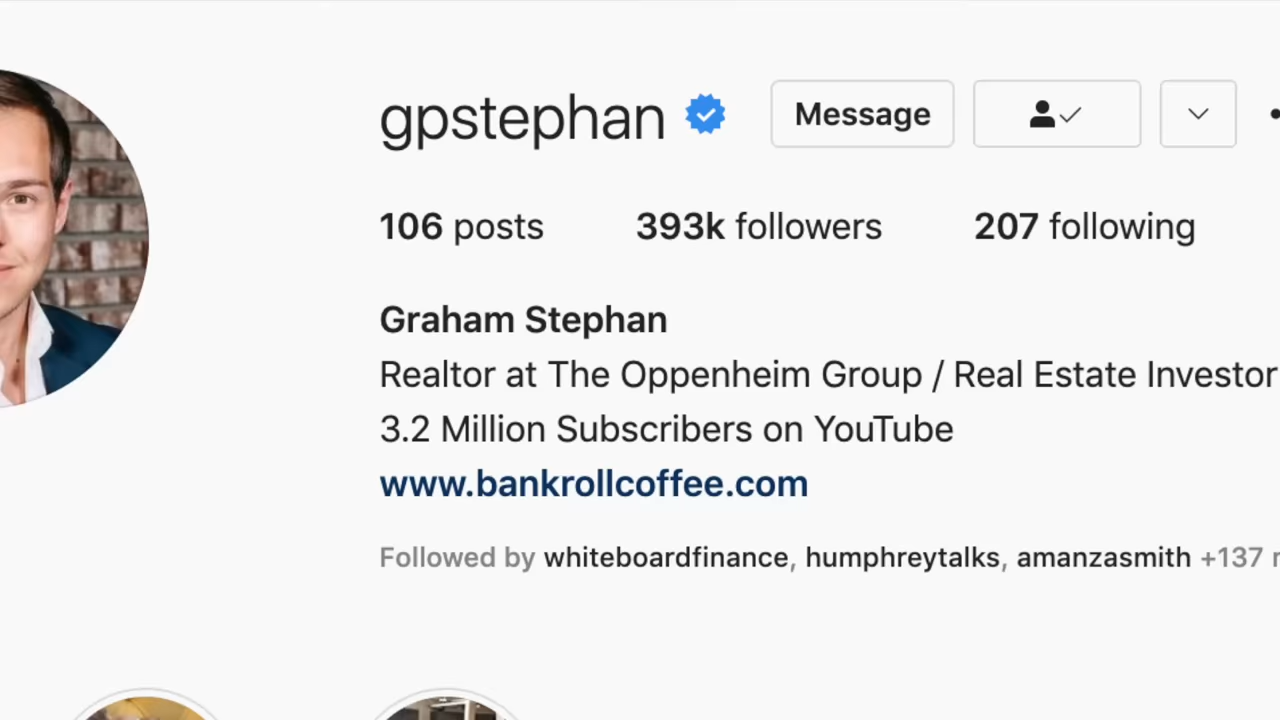 gpstephan Message
106 posts 393k followers 207 following
Graham Stephan
Realtor at The Oppenheim Group / Real Estate Investor
3.2 Million Subscribers on YouTube
www.bankrollcoffee.com
Followed by whiteboardfinance, humphreytalks, amanzasmith +137